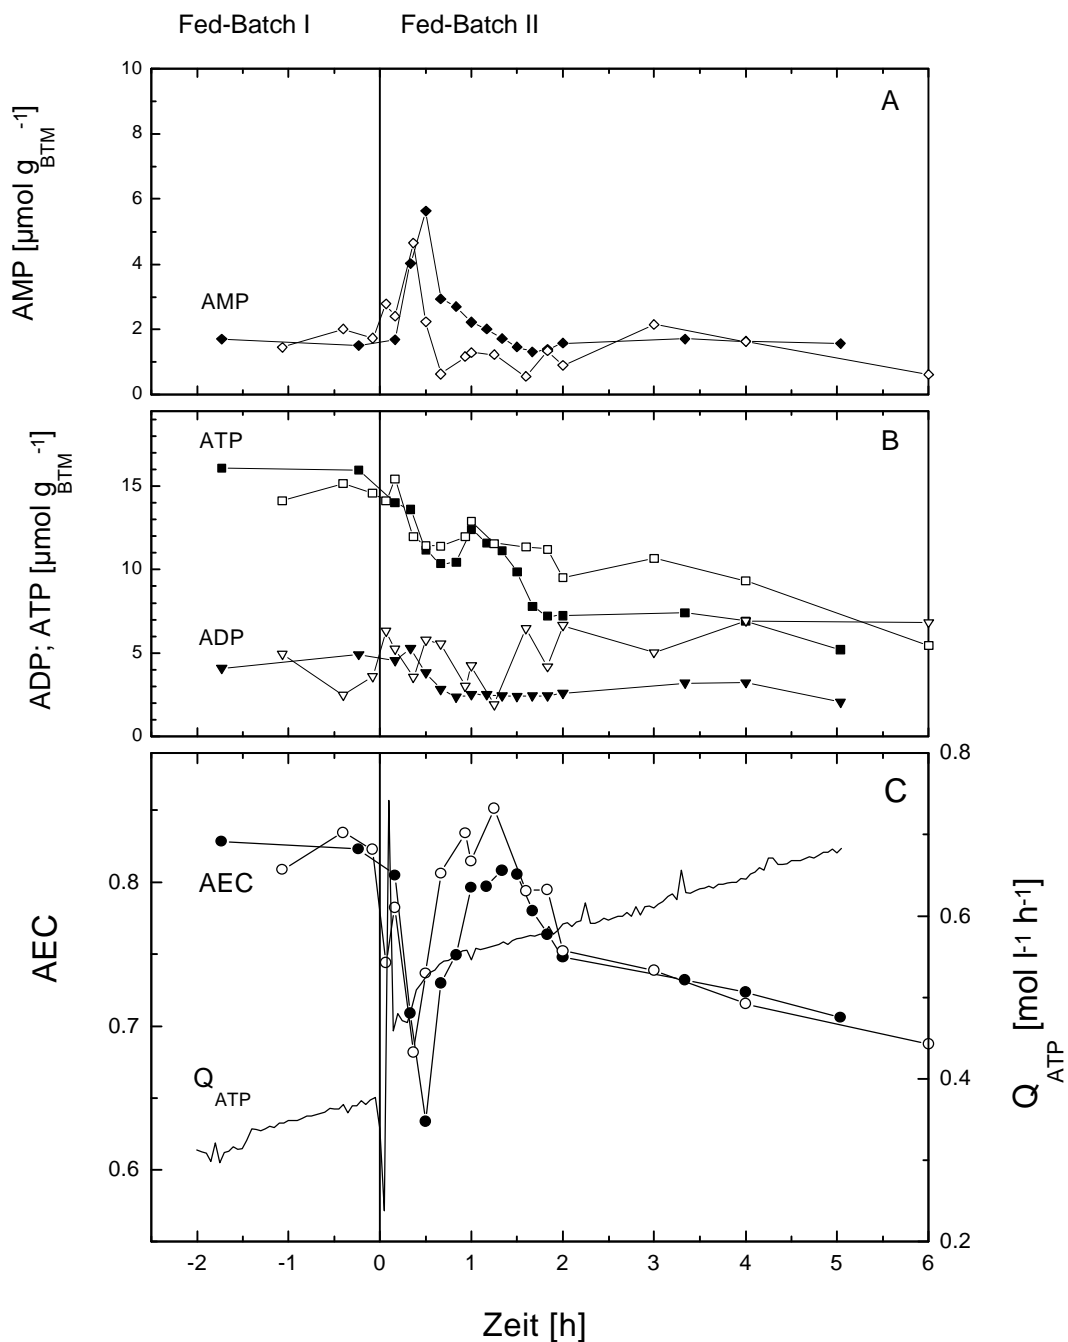 Fed-Batch I Fed-Batch II
A
AMP [µmol g_BTM^-1]
10
8
6
4
2
0
AMP
B
ADP; ATP [µmol g_BTM^-1]
15
10
5
0
ATP
ADP
C
AEC
0.8
0.7
0.6
AEC
Q_ATP
Q_ATP [mol l^-1 h^-1]
0.8
0.6
0.4
0.2
-2 -1 0 1 2 3 4 5 6
Zeit [h]